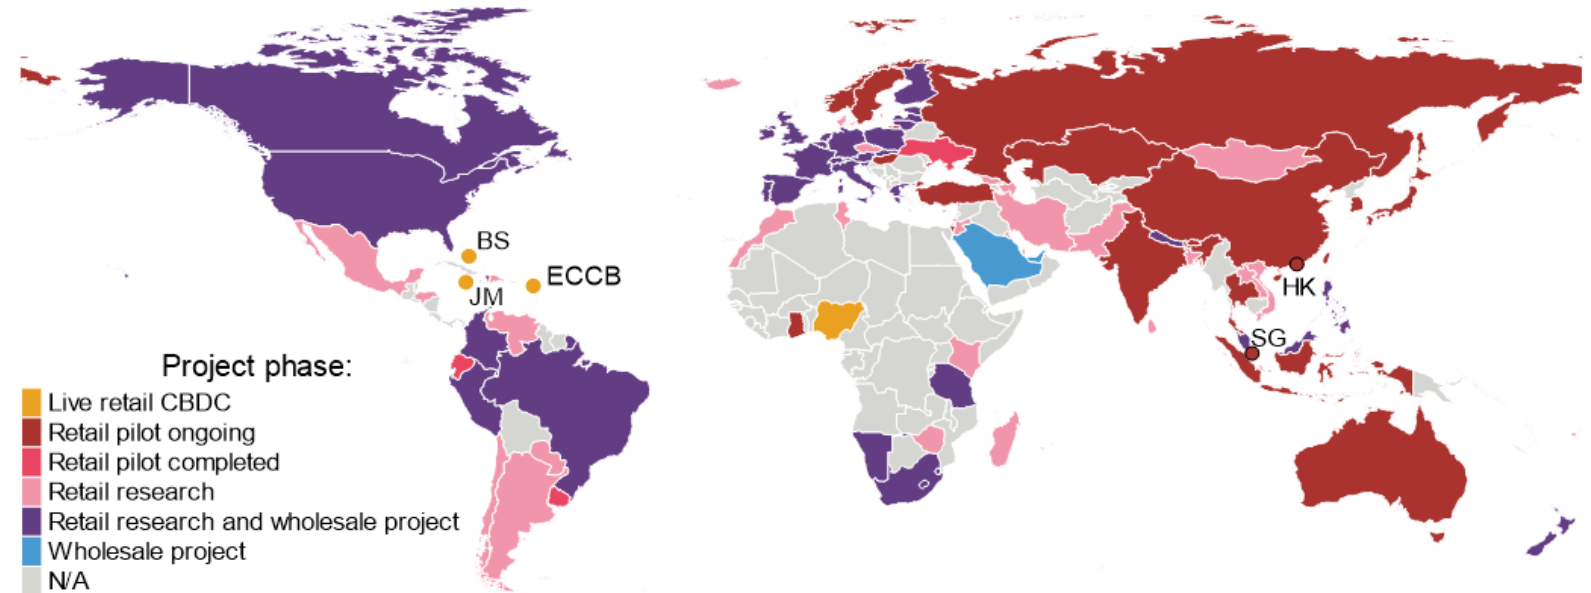 BS
ECCB
JM
HK
SG
Project phase:
Live retail CBDC
Retail pilot ongoing
Retail pilot completed
Retail research
Retail research and wholesale project
Wholesale project
N/A